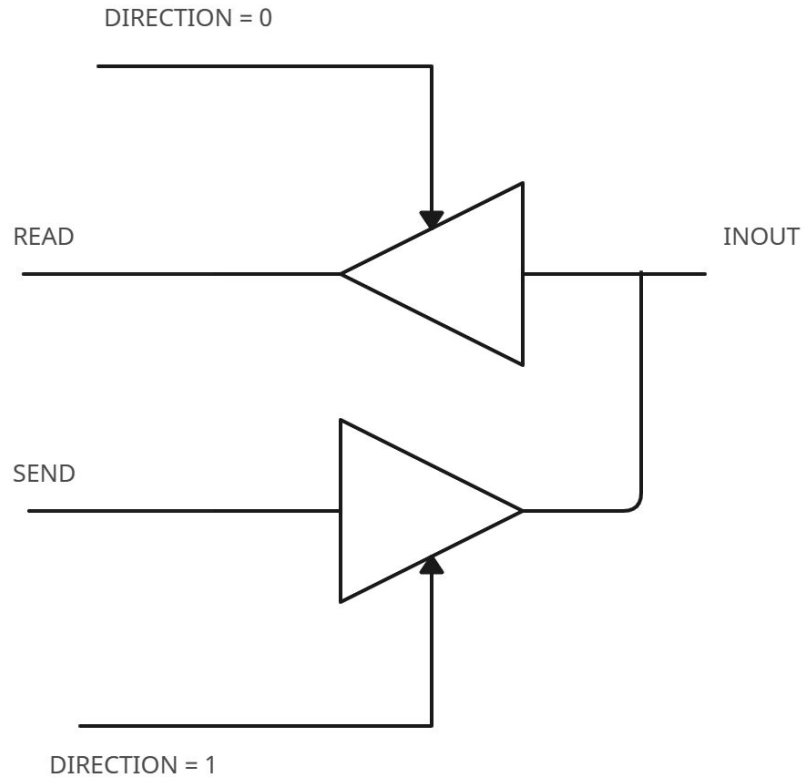 DIRECTION = 0
READ
INOUT
SEND
DIRECTION = 1